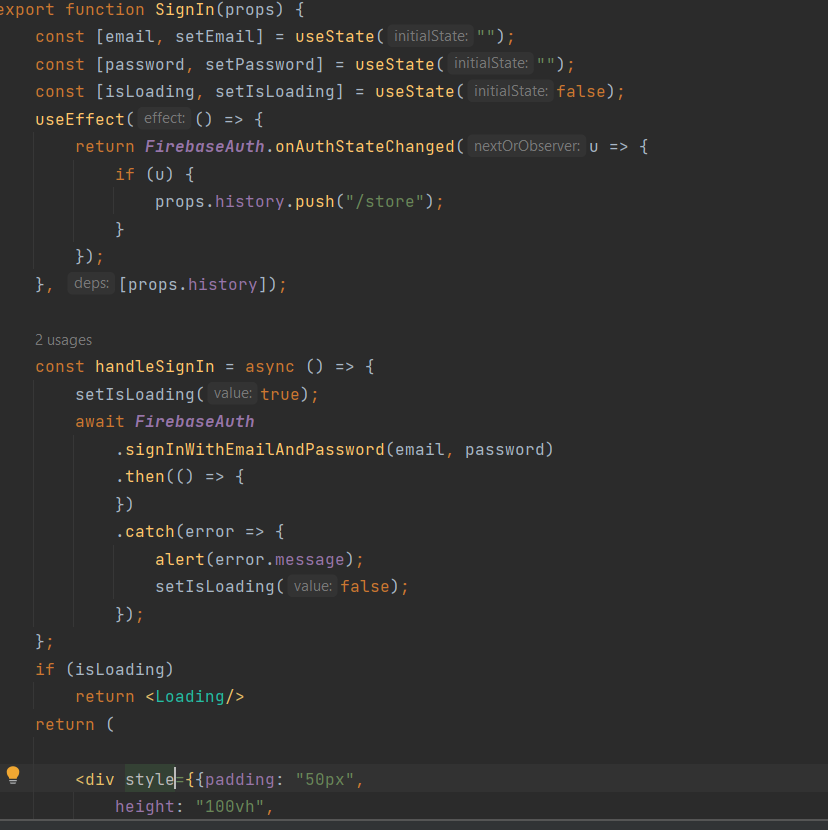 export function SignIn(props) {
const [email, setEmail] = useState( initialState: "");
const [password, setPassword] = useState( initialState: "");
const [isLoading, setIsLoading] = useState( initialState: false);
useEffect( effect: () => {
return FirebaseAuth.onAuthStateChanged( nextOrObserver: u => {
if (u) {
props.history.push("/store");
}
});
}, deps: [props.history]);
2 usages
const handleSignIn = async () => {
setIsLoading( value: true);
await FirebaseAuth
.signInWithEmailAndPassword(email, password)
.then(() => {
})
.catch(error => {
alert(error.message);
setIsLoading( value: false);
});
};
if (isLoading)
return <Loading/>
return (
<div style={{padding: "50px",
height: "100vh",